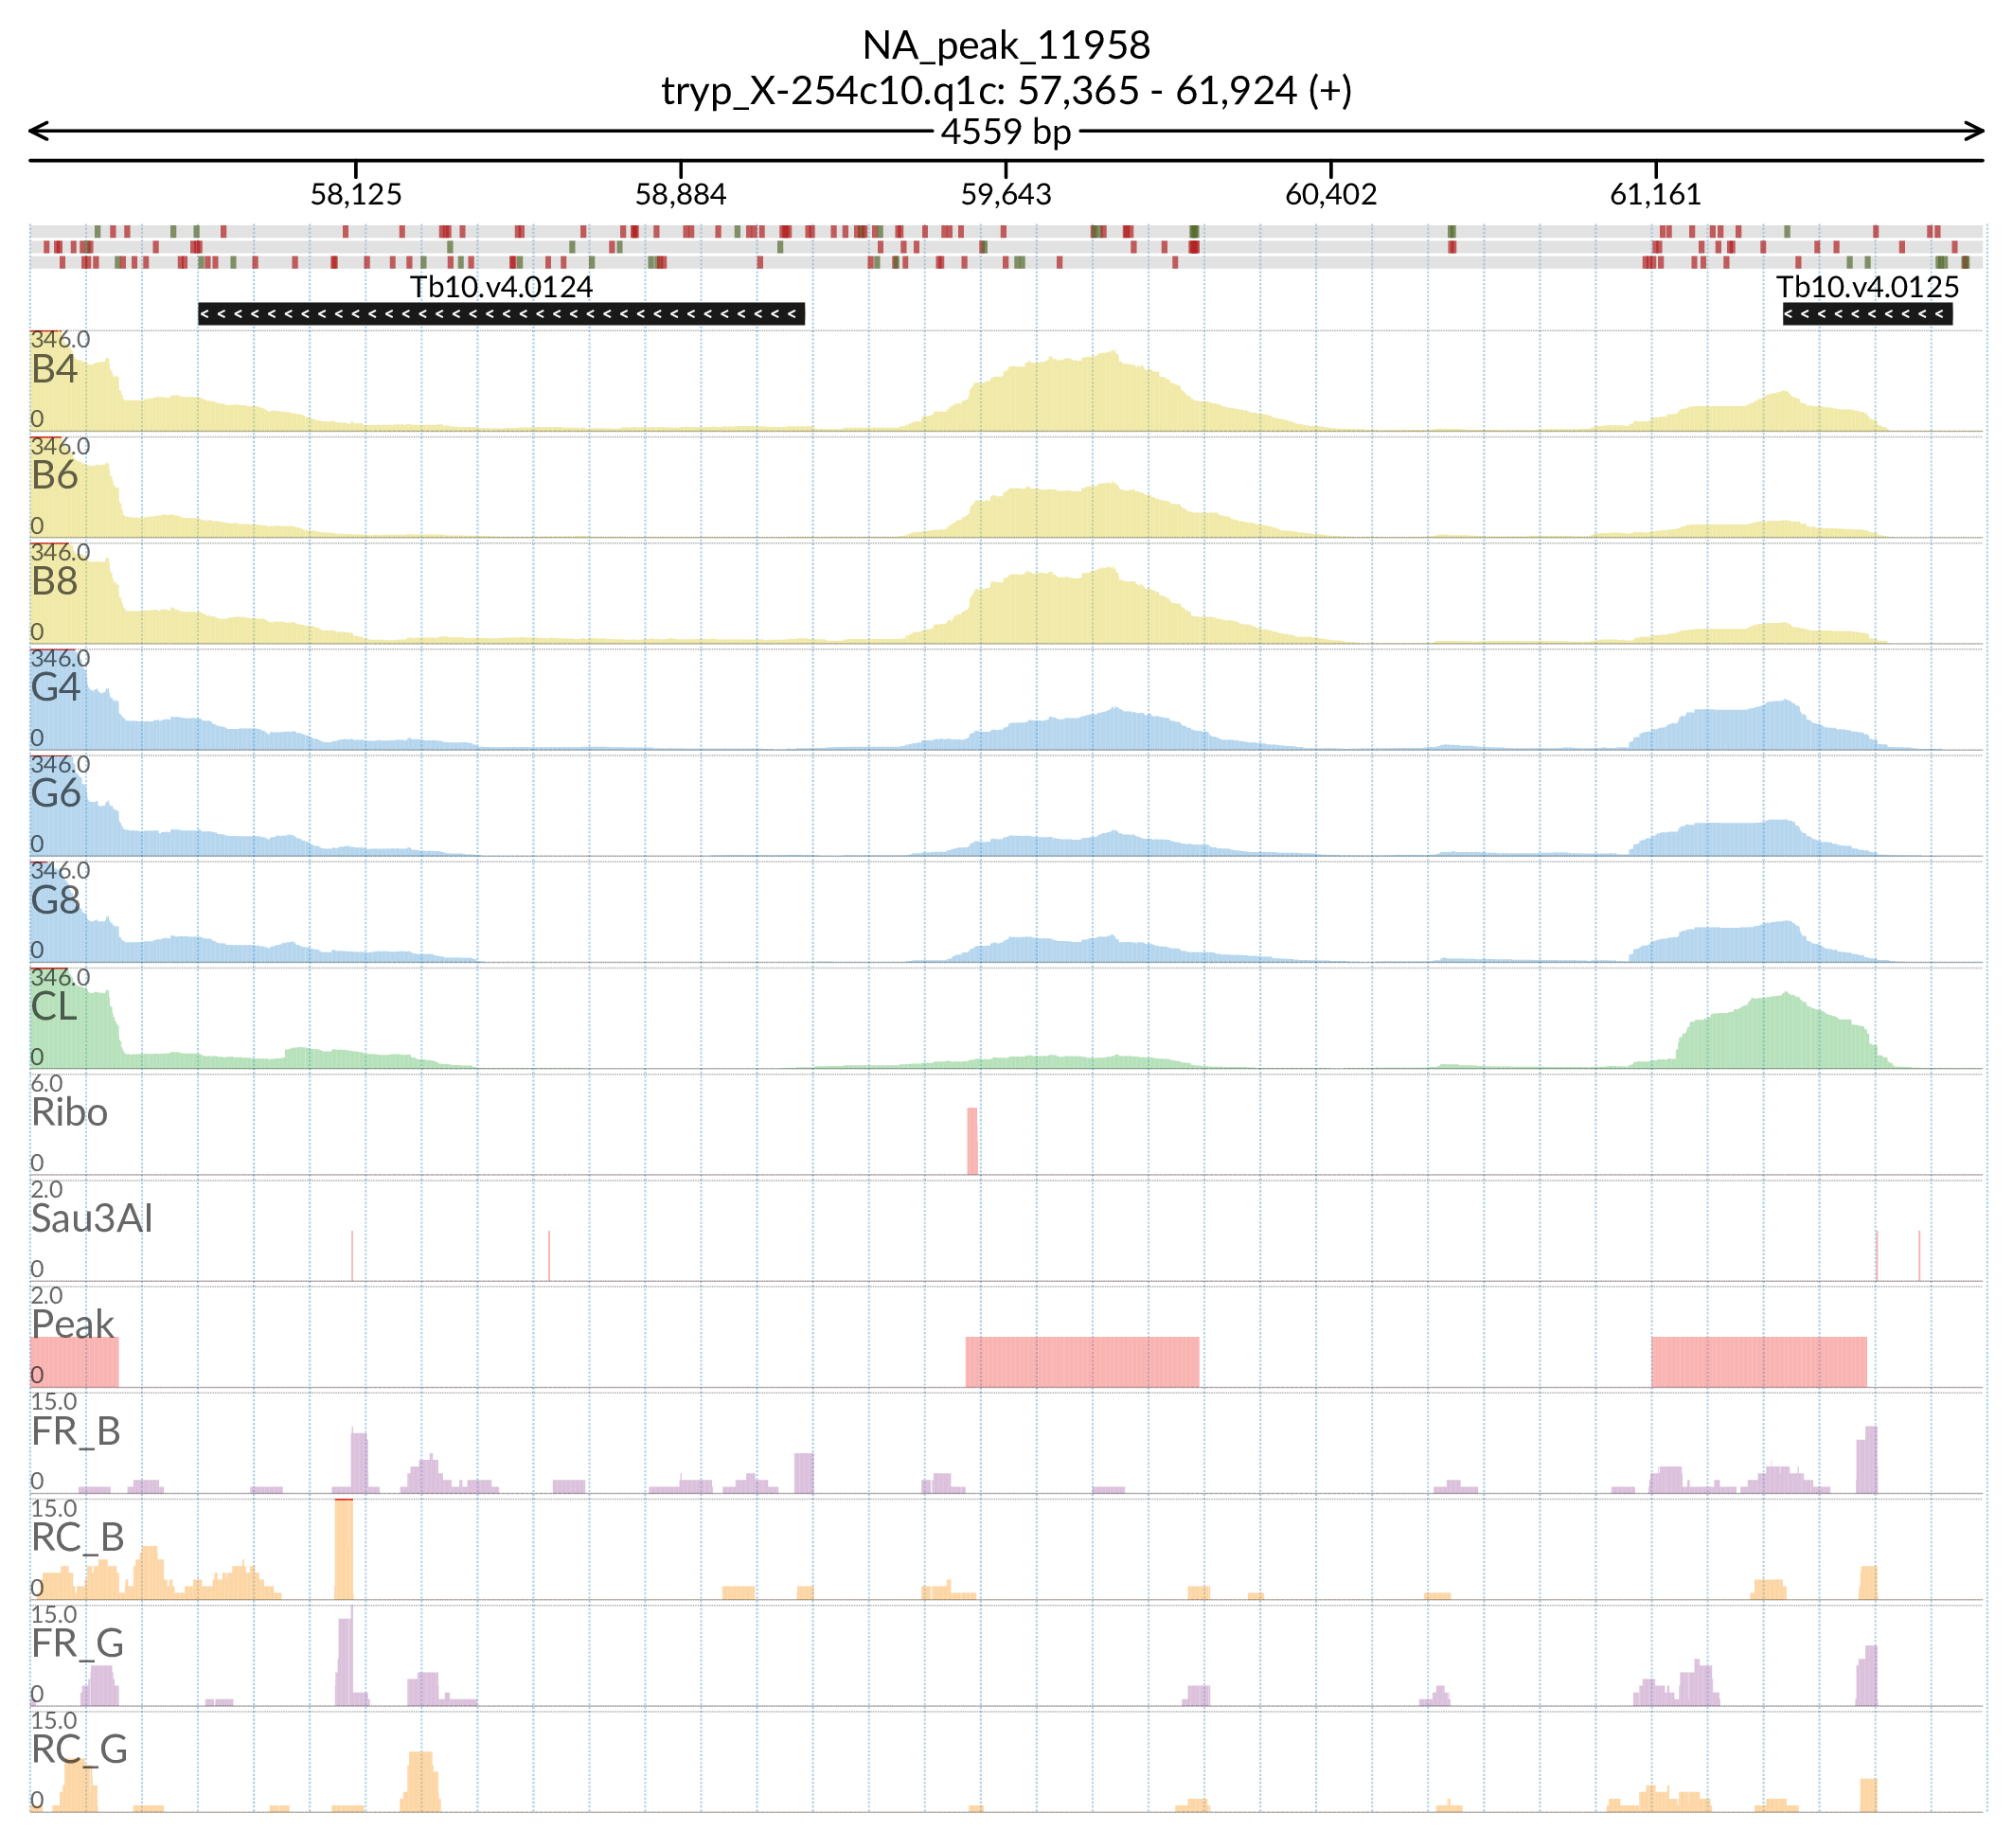 NA_peak_11958
tryp_X-254c10.q1c: 57,365 - 61,924 (+)
4559 bp
58,125 58,884 59,643 60,402 61,161
Tb10.v4.0124 Tb10.v4.0125
346.0
B4
0
346.0
B6
0
346.0
B8
0
346.0
G4
0
346.0
G6
0
346.0
G8
0
346.0
CL
0
6.0
Ribo
0
2.0
Sau3AI
0
2.0
Peak
0
15.0
FR_B
0
15.0
RC_B
0
15.0
FR_G
0
15.0
RC_G
0